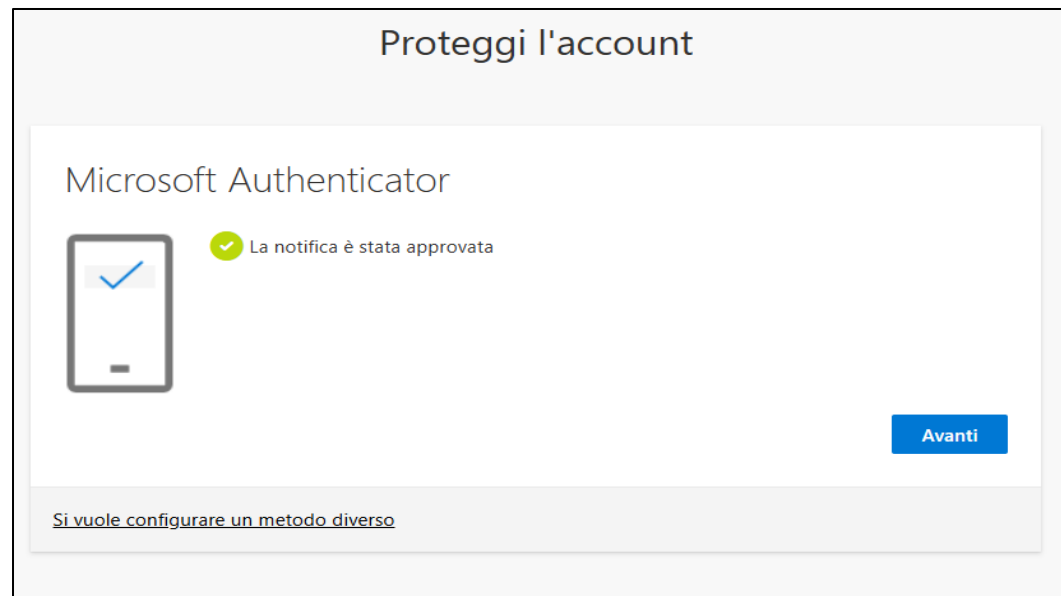 Proteggi l'account
Microsoft Authenticator
La notifica è stata approvata
Avanti
Si vuole configurare un metodo diverso